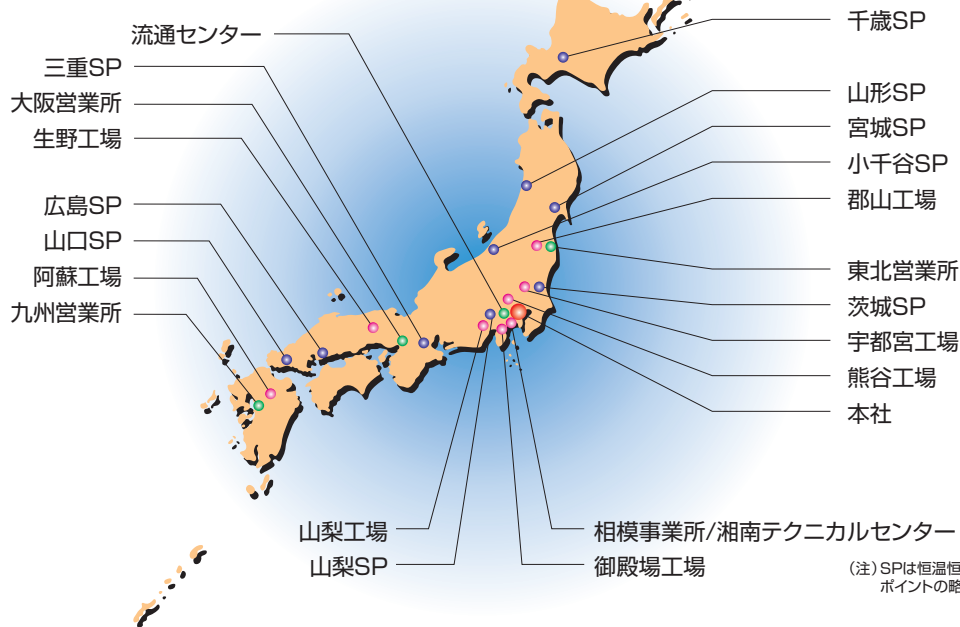 流通センター
三重SP
大阪営業所
生野工場
広島SP
山口SP
阿蘇工場
九州営業所
千歳SP
山形SP
宮城SP
小千谷SP
郡山工場
東北営業所
茨城SP
宇都宮工場
熊谷工場
本社
山梨工場
山梨SP
相模事業所/湘南テクニカルセンター
御殿場工場
(注)SPは恒温恒
ポイントの略